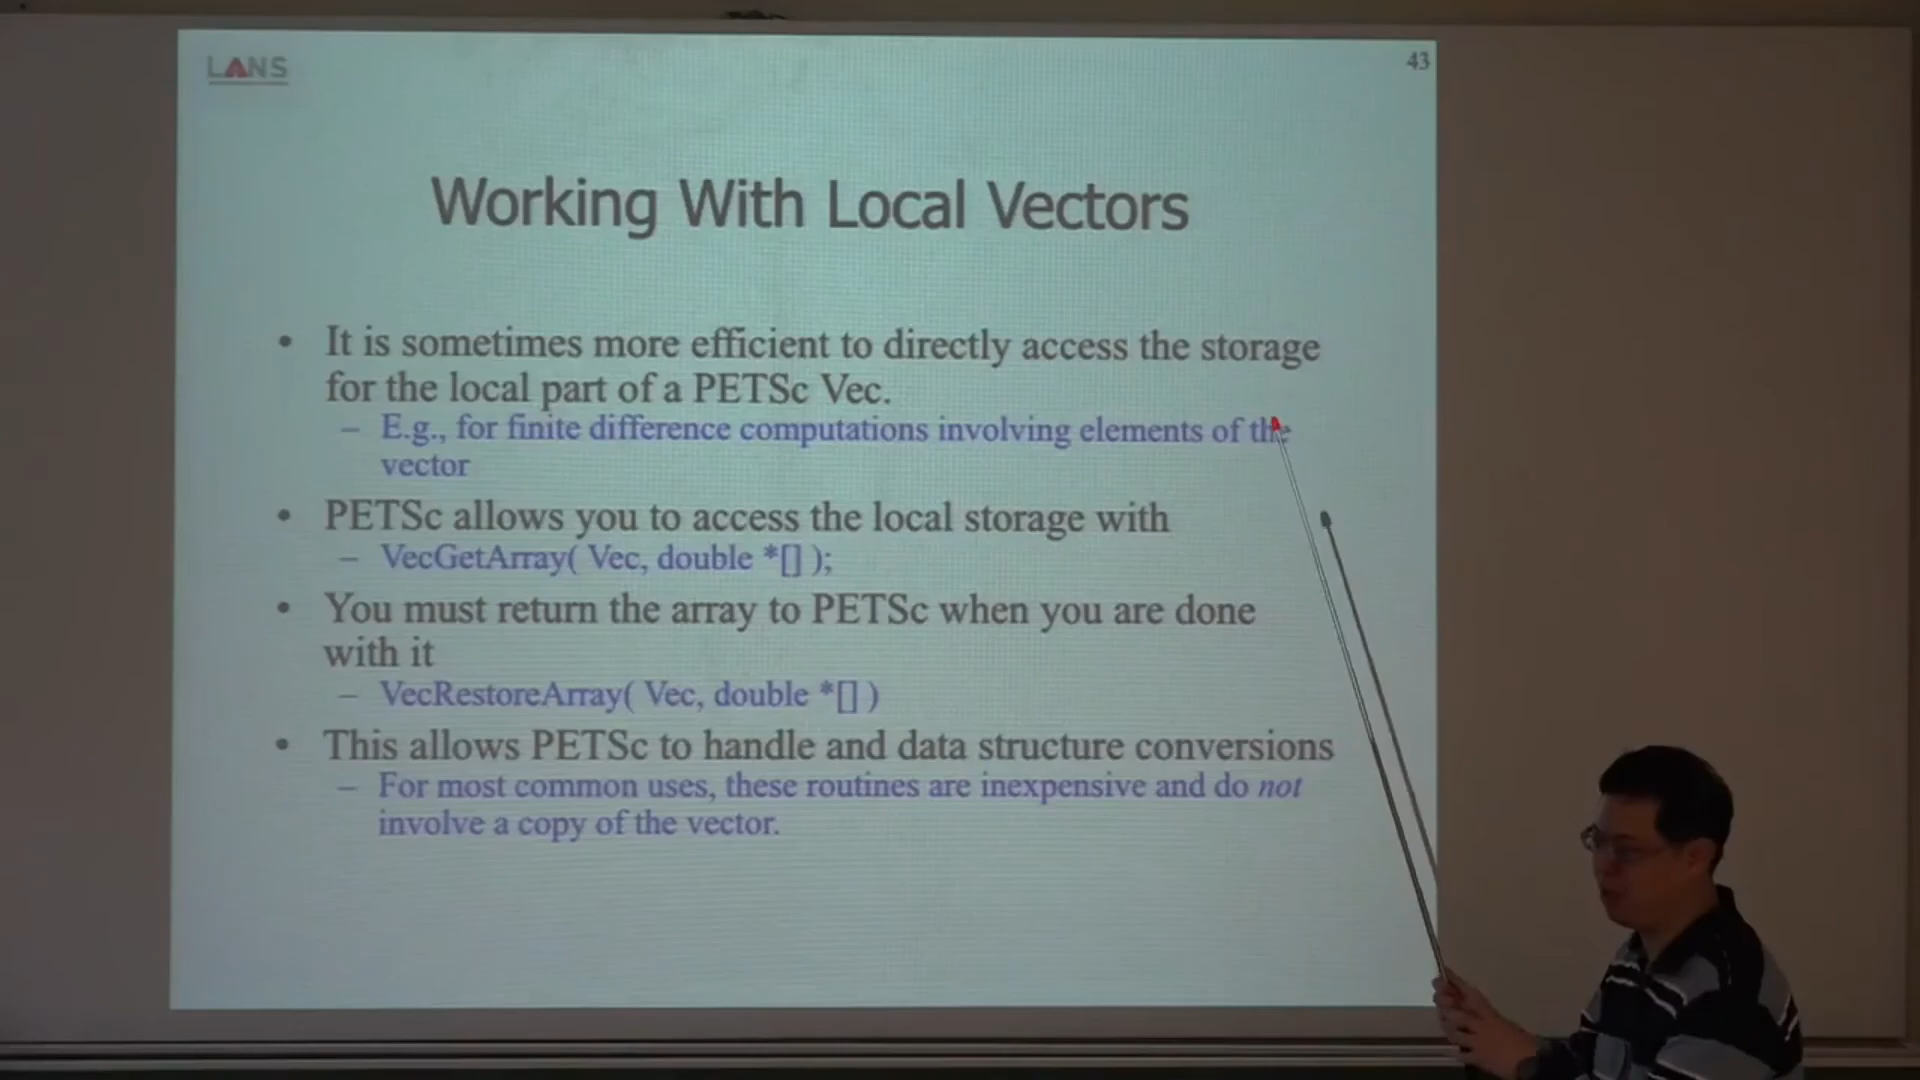 LANS
43
Working With Local Vectors
• It is sometimes more efficient to directly access the storage
for the local part of a PETSc Vec.
– E.g., for finite difference computations involving elements of the
vector
• PETSc allows you to access the local storage with
– VecGetArray( Vec, double *[] );
• You must return the array to PETSc when you are done
with it
– VecRestoreArray( Vec, double *[] )
• This allows PETSc to handle and data structure conversions
– For most common uses, these routines are inexpensive and do not
involve a copy of the vector.